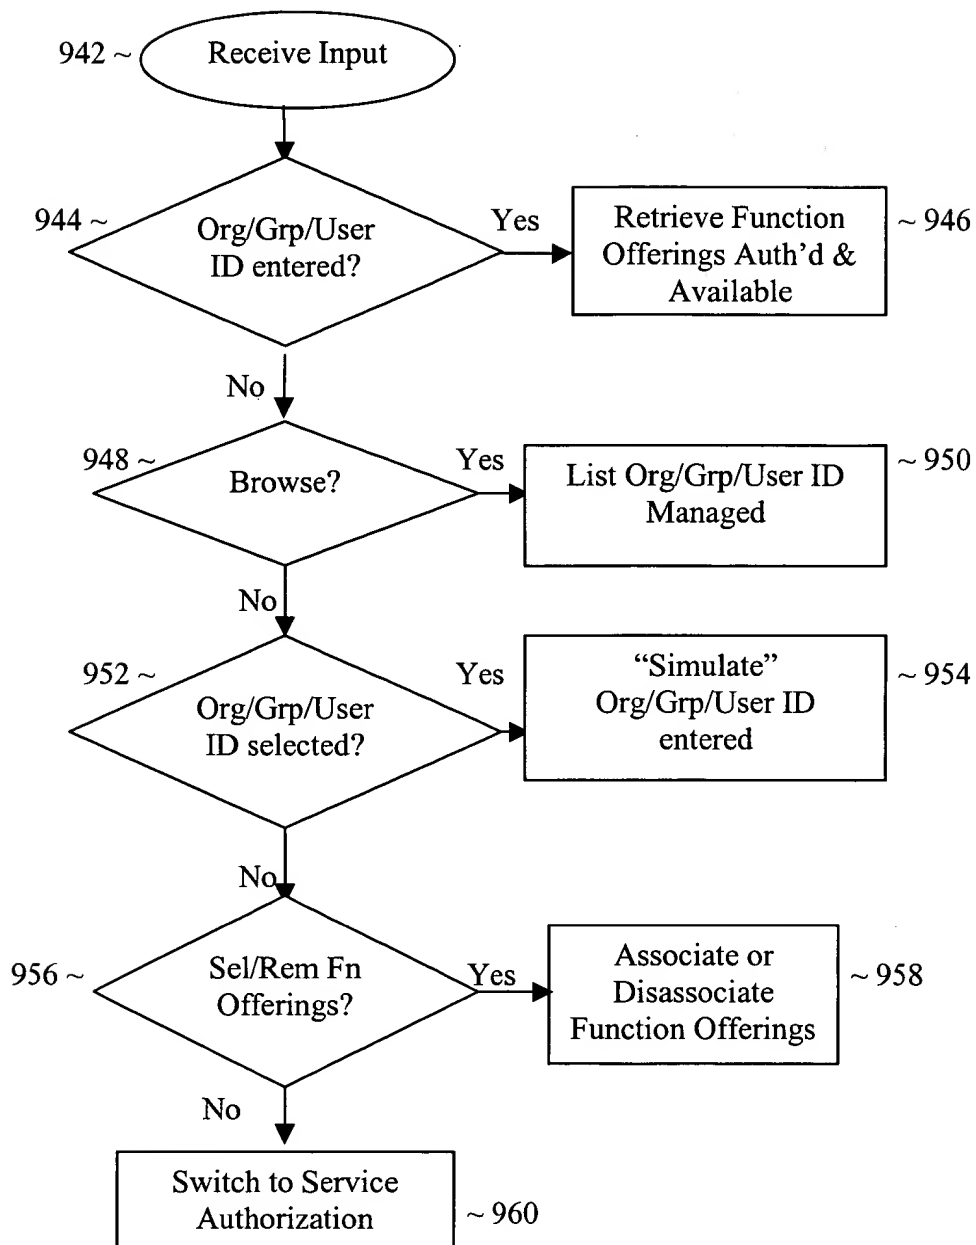 942 ~
Receive Input
944 ~
Org/Grp/User
ID entered?
Yes
Retrieve Function
Offerings Auth’d &
Available
~ 946
No
948 ~
Browse?
Yes
List Org/Grp/User ID
Managed
~ 950
No
952 ~
Org/Grp/User
ID selected?
Yes
“Simulate”
Org/Grp/User ID
entered
~ 954
No
956 ~
Sel/Rem Fn
Offerings?
Yes
Associate or
Disassociate
Function Offerings
~ 958
No
Switch to Service
Authorization
~ 960